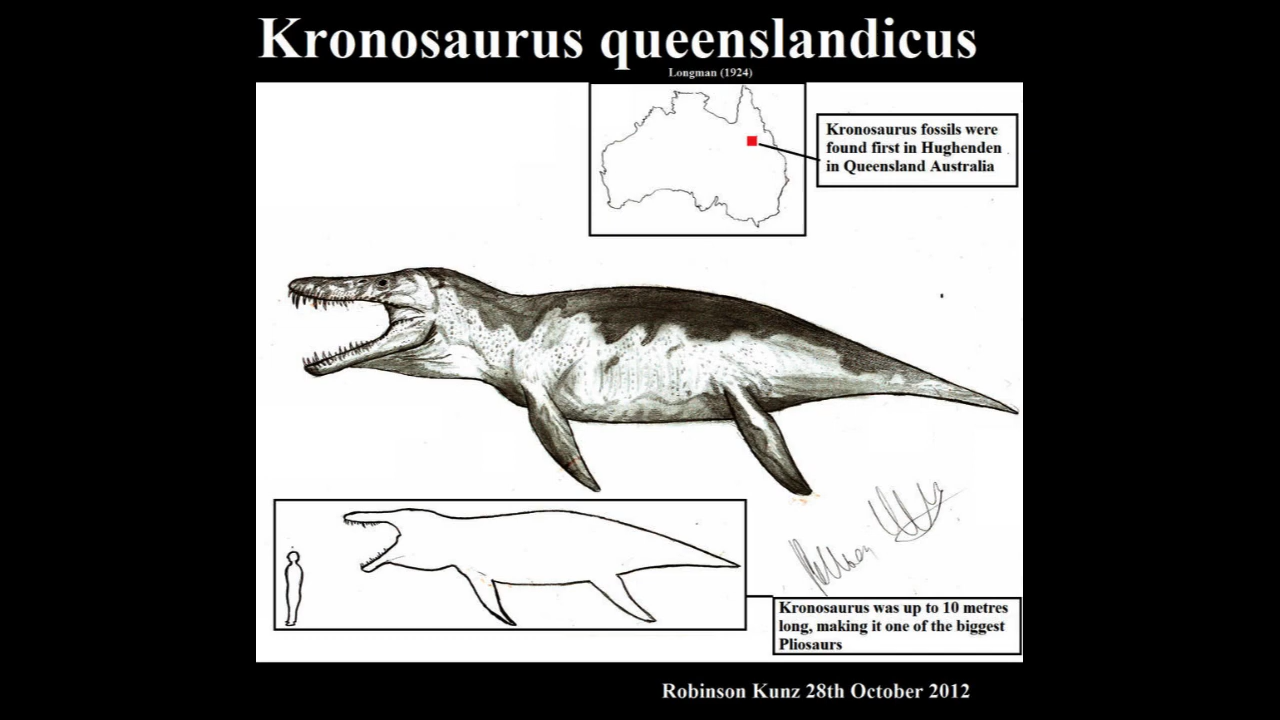 Kronosaurus queenslandicus
Longman (1924)
Kronosaurus fossils were
found first in Hughenden
in Queensland Australia
Kronosaurus was up to 10 metres
long, making it one of the biggest
Pliosaurs
Robinson Kunz 28th October 2012